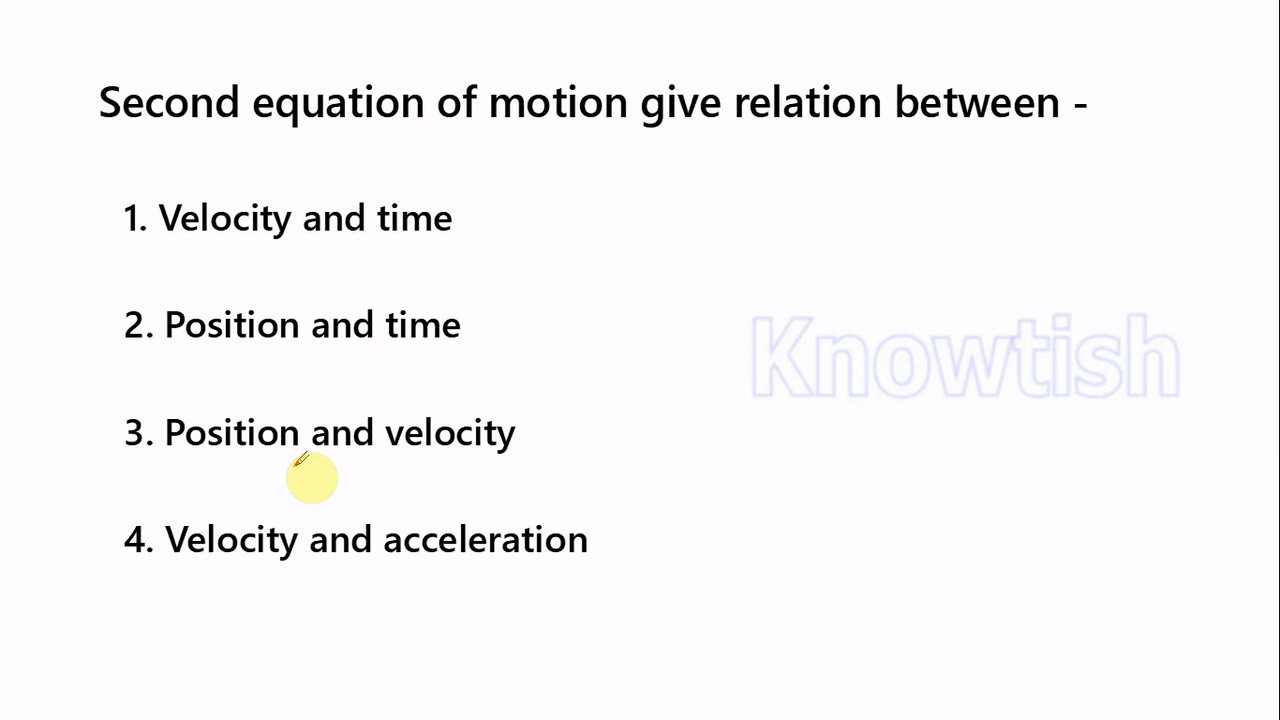 Second equation of motion give relation between -
1. Velocity and time
2. Position and time
Knowtish
3. Position and velocity
4. Velocity and acceleration